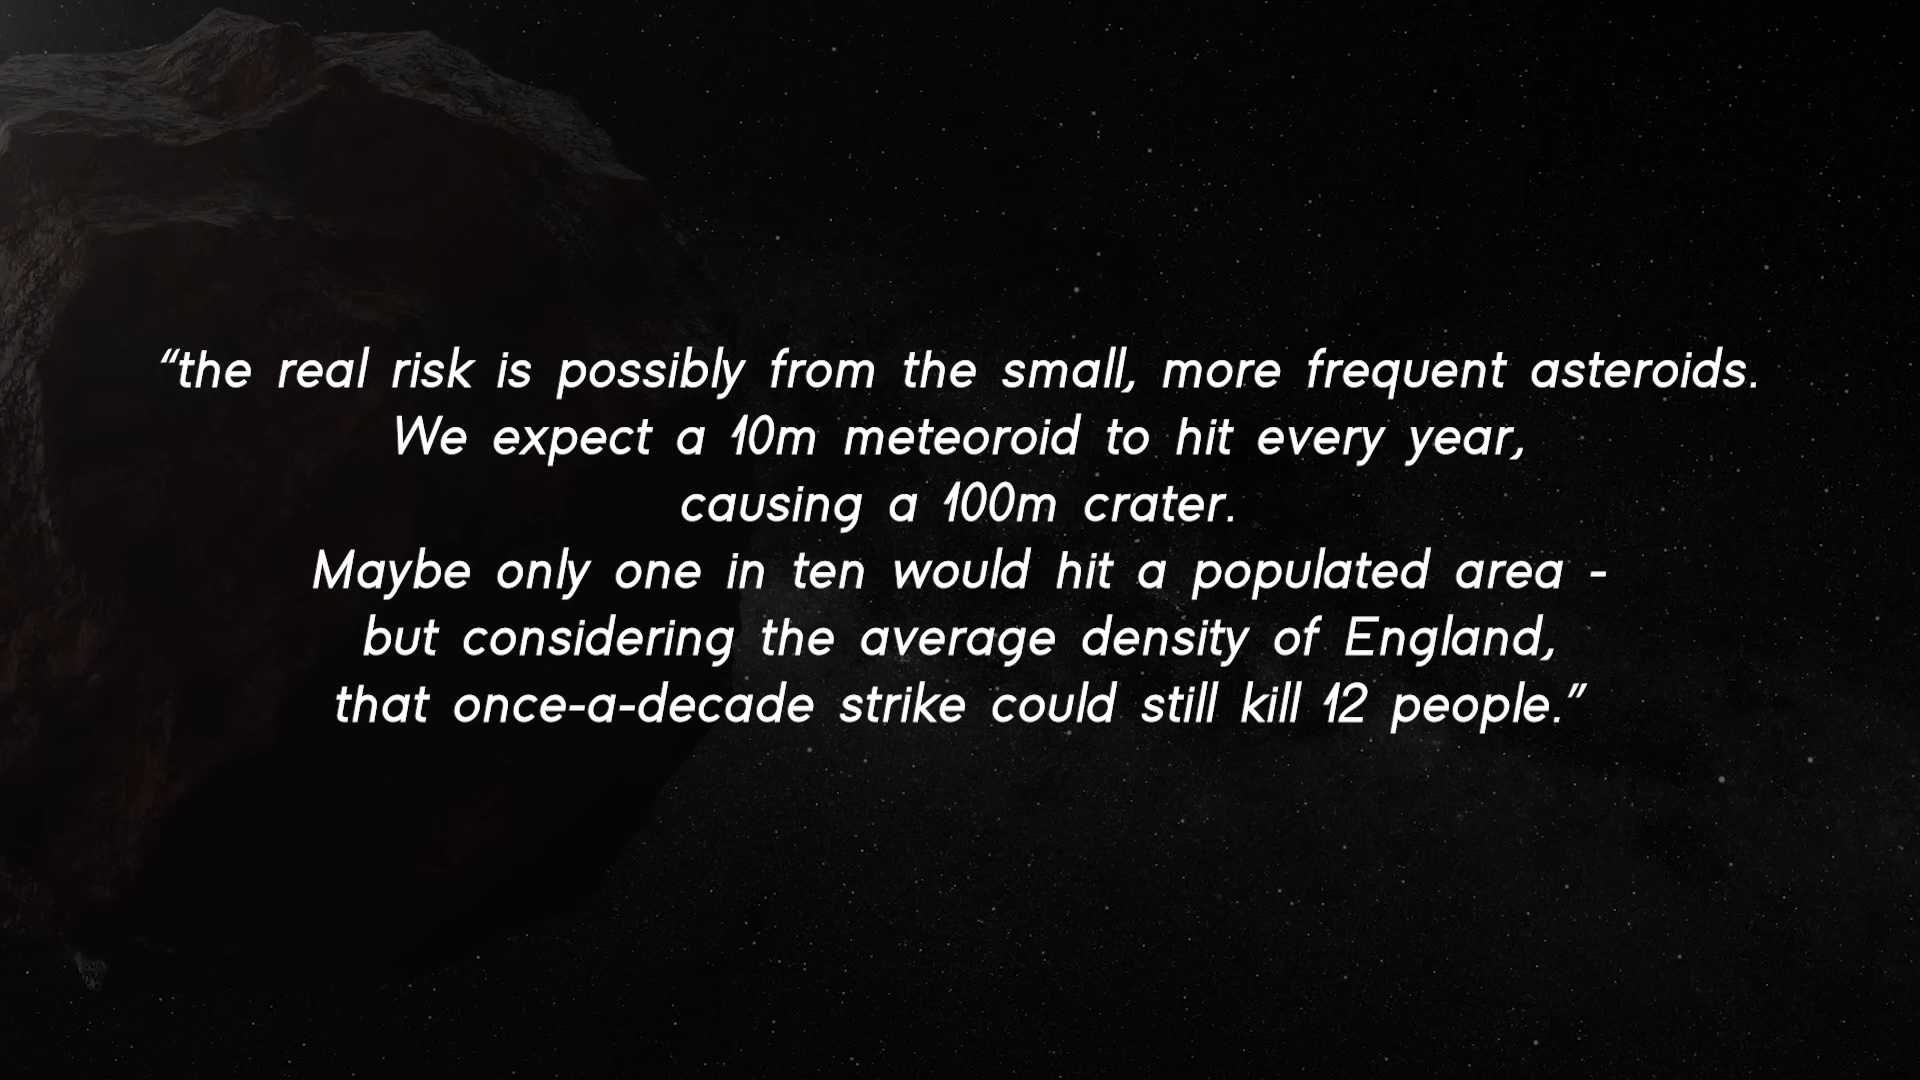 “the real risk is possibly from the small, more frequent asteroids.
We expect a 10m meteoroid to hit every year,
causing a 100m crater.
Maybe only one in ten would hit a populated area -
but considering the average density of England,
that once-a-decade strike could still kill 12 people.”